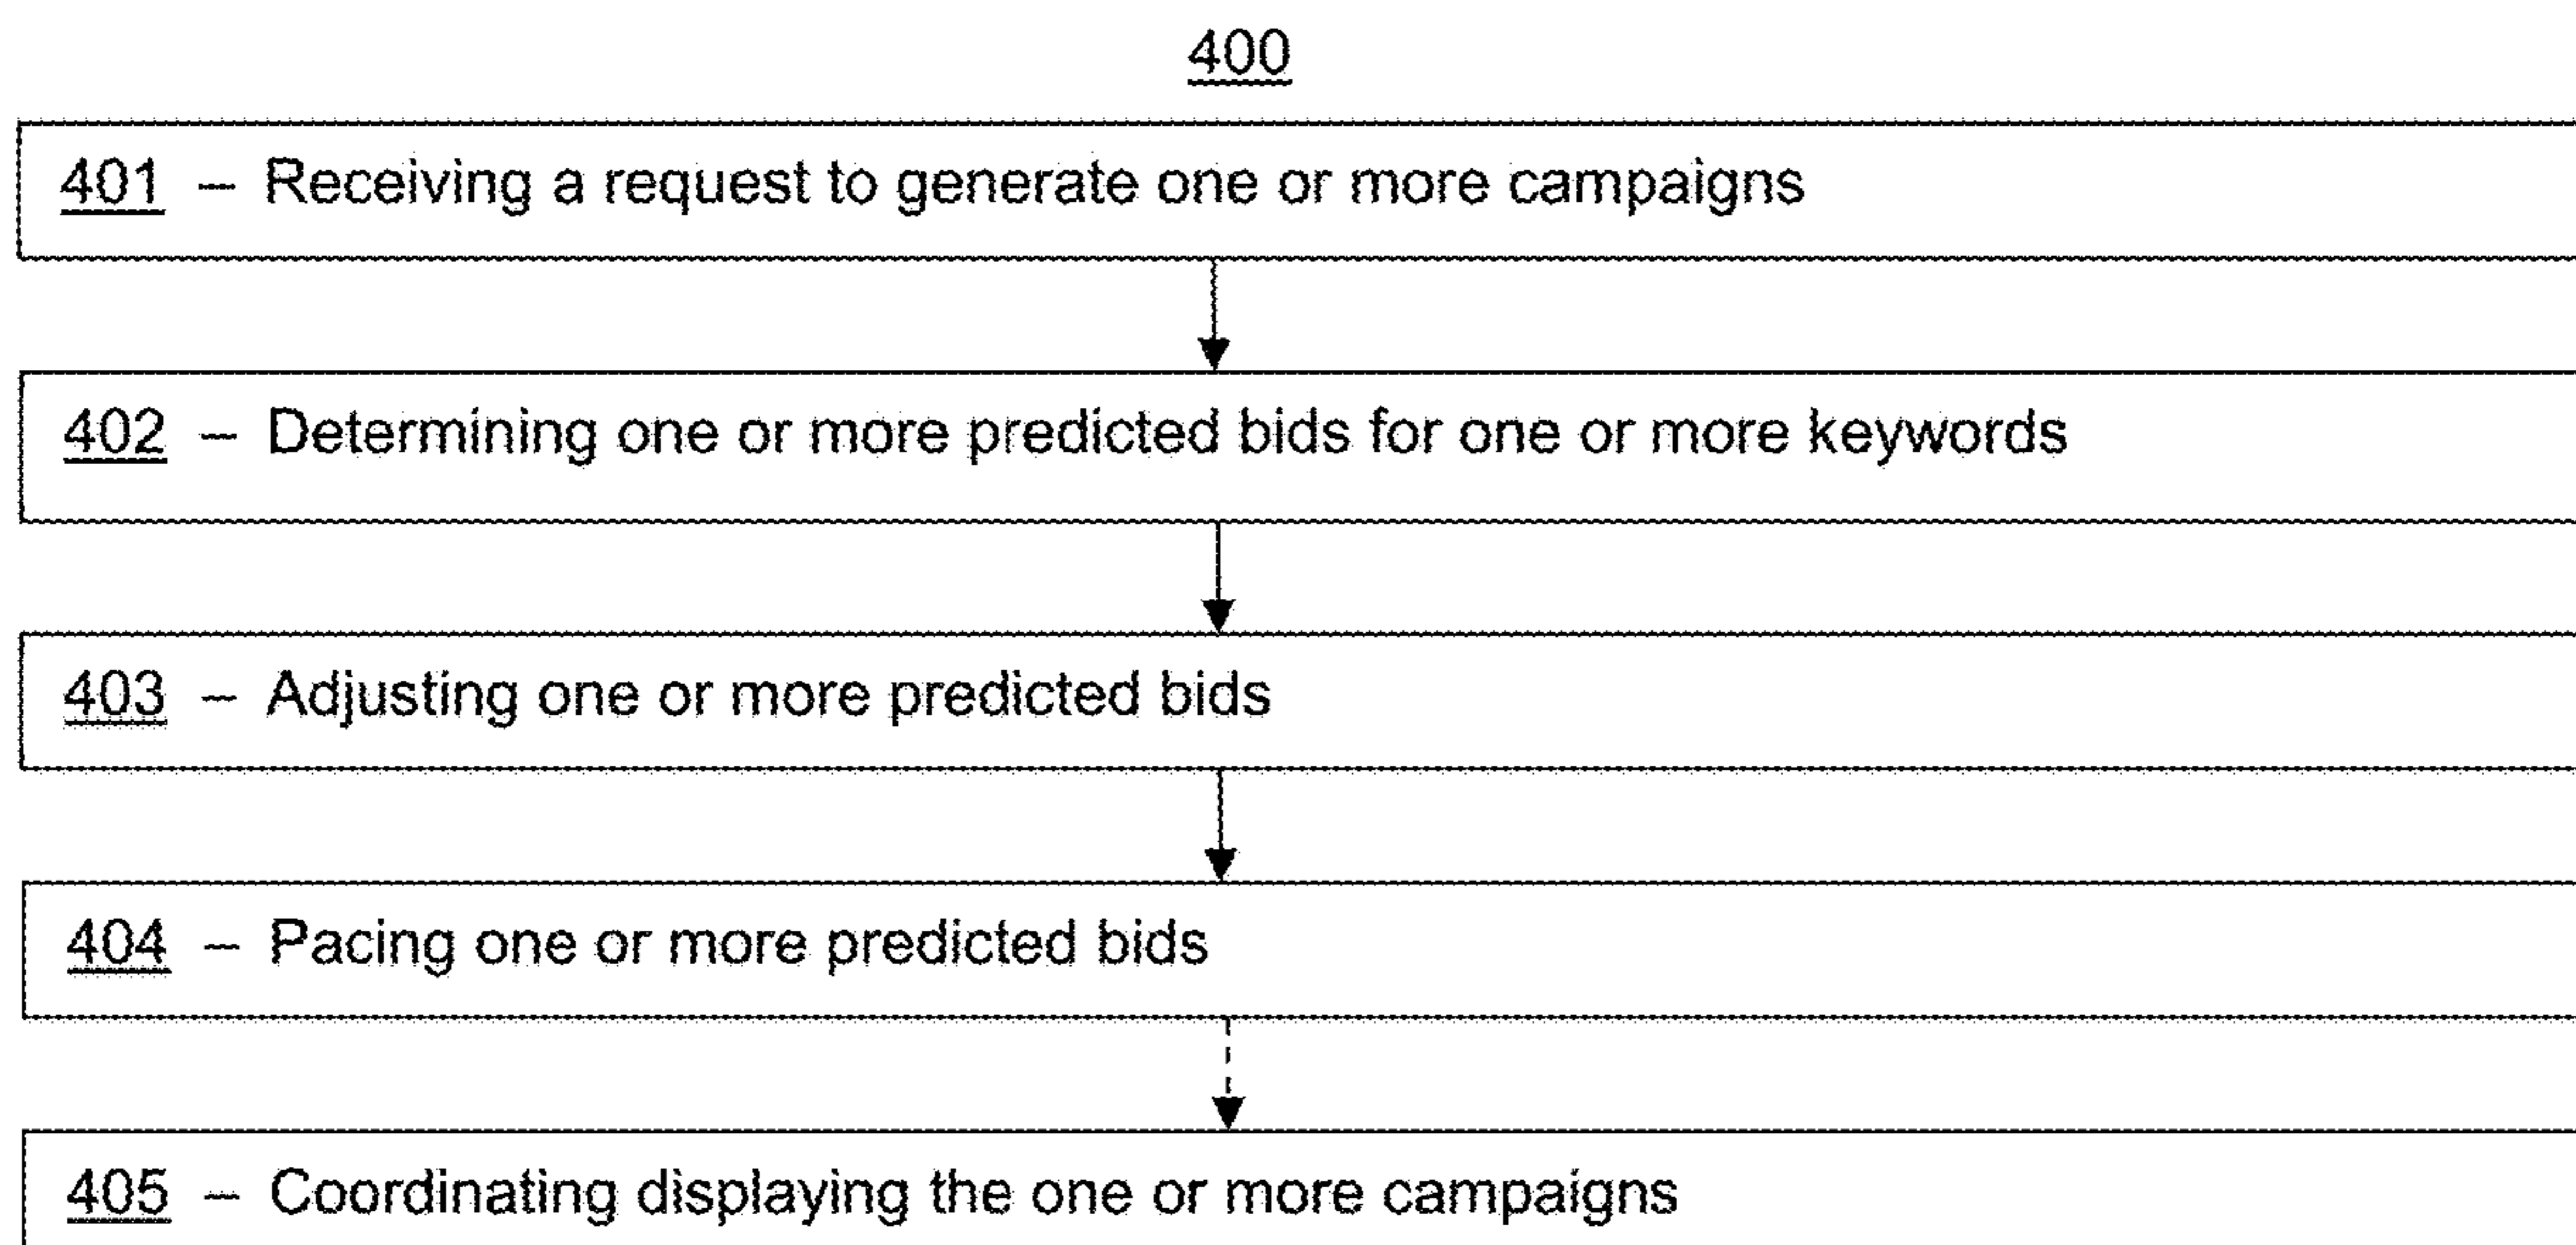 400
401 – Receiving a request to generate one or more campaigns
402 – Determining one or more predicted bids for one or more keywords
403 – Adjusting one or more predicted bids
404 – Pacing one or more predicted bids
405 – Coordinating displaying the one or more campaigns